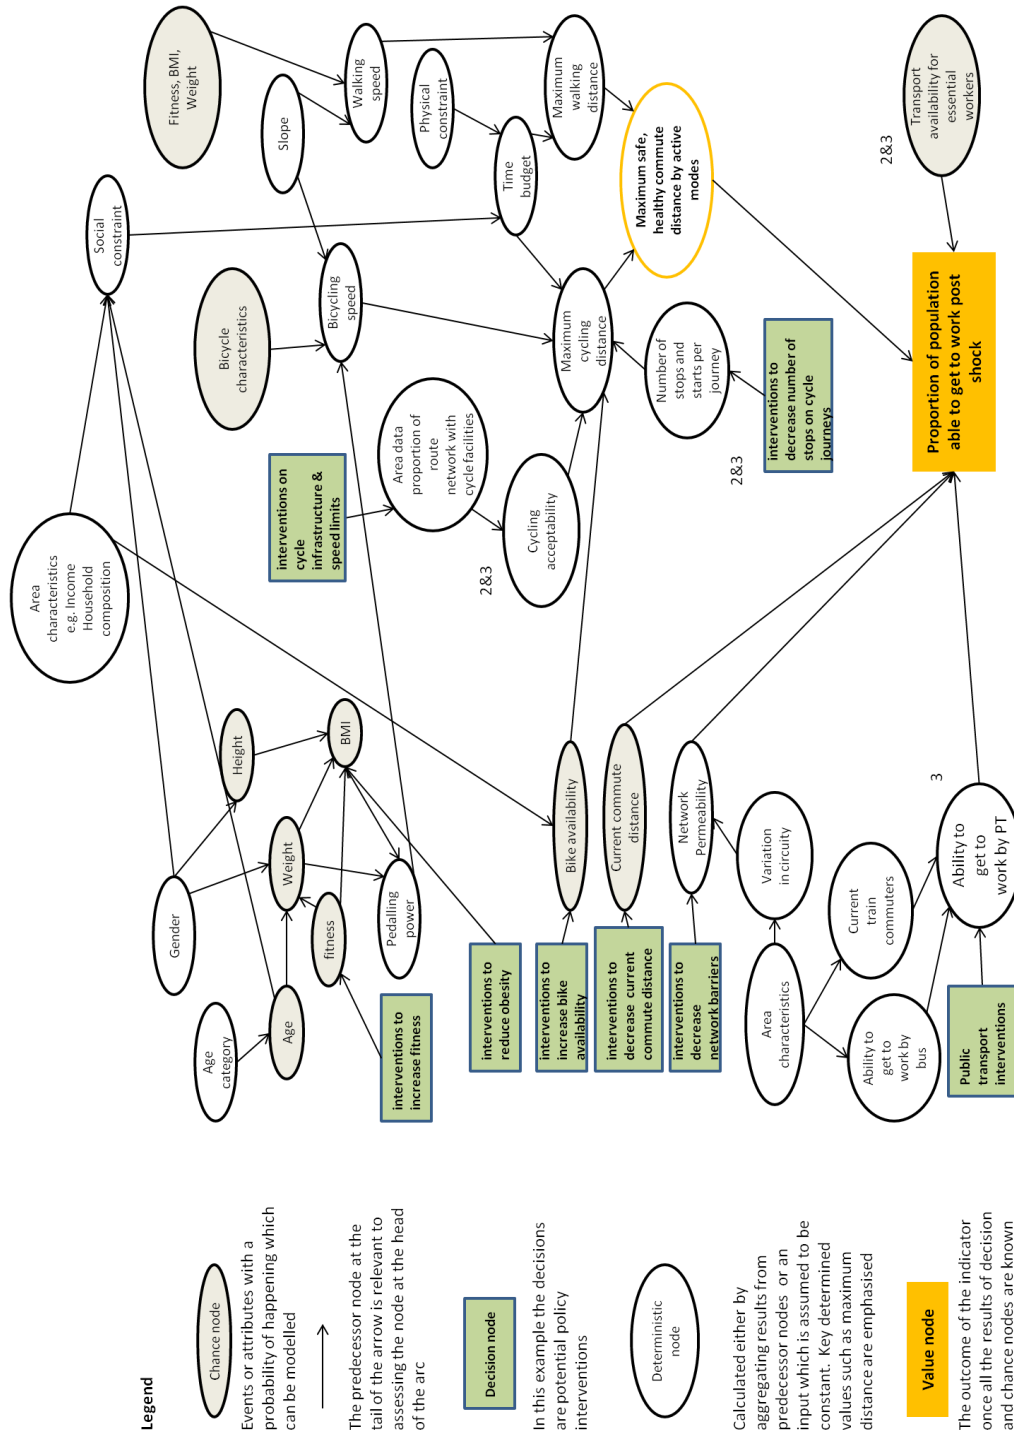 Legend
Chance node
Events or attributes with a
probability of happening which
can be modelled
The predecessor node at the
tail of the arrow is relevant to
assessing the node at the head
of the arc
Decision node
In this example the decisions
are potential policy
interventions
Deterministic
node
Calculated either by
aggregating results from
predecessor nodes or an
input which is assumed to be
constant. Key determined
values such as maximum
distance are emphasised
Value node
The outcome of the indicator
once all the results of decision
and chance nodes are known
Age
category
Age
Gender
Height
Weight
fitness
BMI
Pedalling
power
interventions to
increase fitness
interventions to
reduce obesity
interventions to
increase bike
availability
Bike availability
interventions to
decrease current
commute distance
Current commute
distance
interventions to
decrease
network barriers
Network
Permeability
Area
characteristics
Variation
in circuity
Current
train
commuters
Ability to
get to
work by
bus
Public
transport
interventions
Ability to
get to
work by PT
3
Area
characteristics
e.g. Income
Household
composition
Social
constraint
Fitness, BMI,
Weight
Slope
Walking
speed
Bicycle
characteristics
Bicycling
speed
Physical
constraint
Time
budget
Maximum
walking
distance
interventions on
cycle
infrastructure &
speed limits
Area data
proportion of
route
network with
cycle facilities
2&3
Cycling
acceptability
Maximum
cycling
distance
Maximum safe,
healthy commute
distance by active
modes
Number of
stops and
starts per
journey
2&3
interventions to
decrease number of
stops on cycle
journeys
2&3
Transport
availability for
essential
workers
Proportion of population
able to get to work post
shock